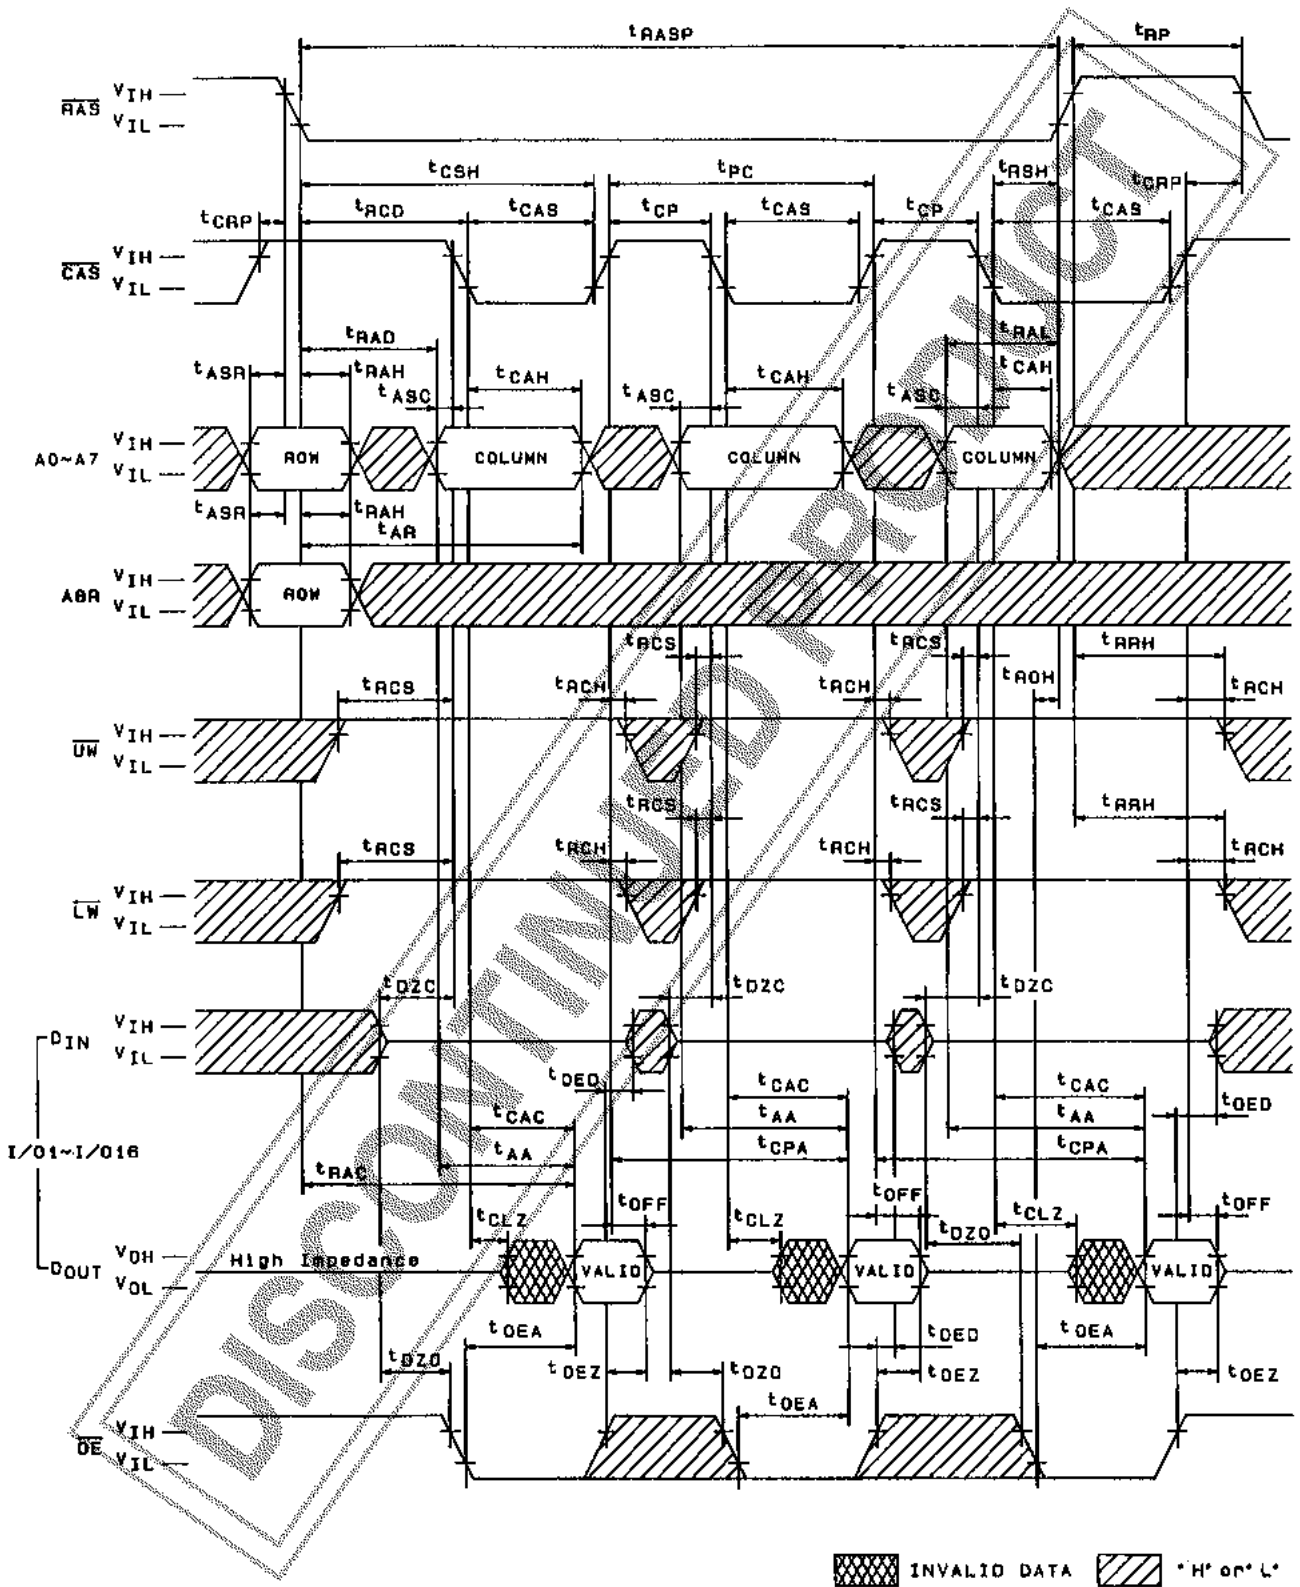 tRASP tRP
RAS VIH
VIL
tCSH tPC tRSH
tCRP tRCD tCAS tCP tCAS tCP tCAS tCRP
CAS VIH
VIL
tRAD tRAL
tASR tRAH tASC tCAH tASC tCAH tASC tCAH
A0~A7 VIH
VIL
ROW COLUMN COLUMN COLUMN
tASR tRAH
tAR
A8R VIH
VIL
ROW
tRCS tRCS tRRH
tRCS tRCH tRCH tROH tRCH
UW VIH
VIL
tRCS tRCS tRRH
tRCS tRCH tRCH tRCH
LW VIH
VIL
tDZC tDZC tDZC
DIN VIH
VIL
tOED tCAC tCAC tOED
tCAC tAA tAA
I/O1~I/O16
tAA tCPA tCPA
tRAC tOFF tOFF tOFF
tCLZ tCLZ tDZO tCLZ
DOUT VOH
VOL
High Impedance VALID VALID VALID
tOEA tOED tOEA
tDZO tOEZ tDZO tOEZ tOEZ
tOEA
OE VIH
VIL
INVALID DATA "H" or "L"
DISCONTINUED PRODUCT